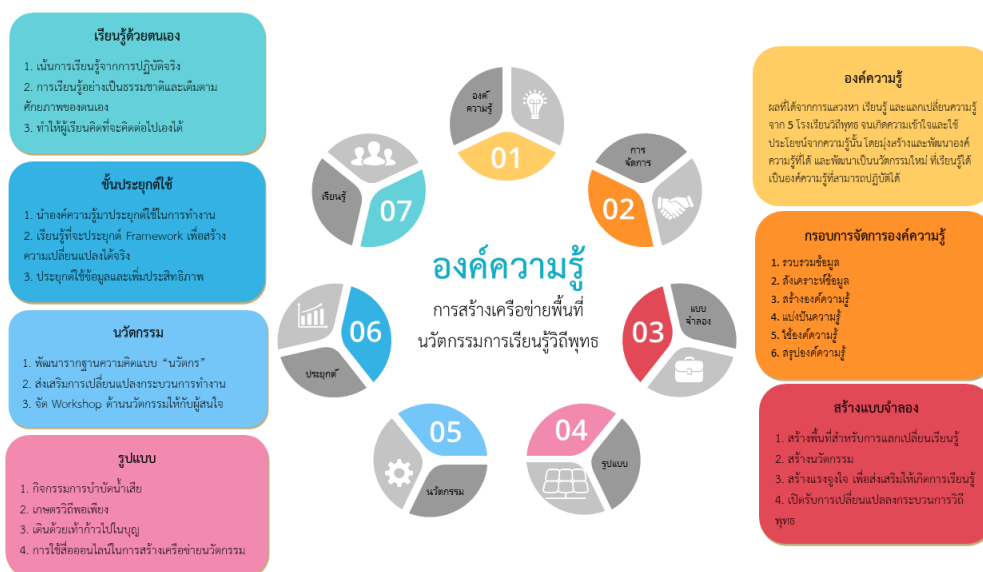 เรียนรู้ด้วยตนเอง
1. เน้นการเรียนรู้จากการปฏิบัติจริง
2. การเรียนรู้อย่างเป็นธรรมชาติและเต็มตาม
ศักยภาพของตนเอง
3. ทำให้ผู้เรียนคิดที่จะคิดต่อไปเองได้
ขั้นประยุกต์ใช้
1. นำองค์ความรู้มาประยุกต์ใช้ในการทำงาน
2. เรียนรู้ที่จะประยุกต์ Framework เพื่อสร้าง
ความเปลี่ยนแปลงได้จริง
3. ประยุกต์ใช้ข้อมูลและเพิ่มประสิทธิภาพ
นวัตกรรม
1. พัฒนารากฐานความคิดแบบ “นวัตกร”
2. ส่งเสริมการเปลี่ยนแปลงกระบวนการทำงาน
3. จัด Workshop ด้านนวัตกรรมให้กับผู้สนใจ
รูปแบบ
1. กิจกรรมการบำบัดน้ำเสีย
2. เกษตรวิถีพอเพียง
3. เดินด้วยเท้าก้าวไปในบุญ
4. การใช้สื่อออนไลน์ในการสร้างเครือข่ายนวัตกรรม
องค์
ความรู้
01
การ
จัดการ
02
แบบ
จำลอง
03
รูปแบบ
04
นวัตกรรม
05
ประยุกต์
06
เรียนรู้
07
องค์ความรู้
การสร้างเครือข่ายพื้นที่
นวัตกรรมการเรียนรู้วิถีพุทธ
องค์ความรู้
ผลที่ได้จากการแสวงหา เรียนรู้ และแลกเปลี่ยนความรู้
จาก 5 โรงเรียนวิถีพุทธ จนเกิดความเข้าใจและใช้
ประโยชน์จากความรู้นั้น โดยมุ่งสร้างและพัฒนาองค์
ความรู้ที่ได้ และพัฒนาเป็นนวัตกรรมใหม่ ที่เรียนรู้ได้
เป็นองค์ความรู้ที่สามารถปฏิบัติได้
กรอบการจัดการองค์ความรู้
1. รวบรวมข้อมูล
2. สังเคราะห์ข้อมูล
3. สร้างองค์ความรู้
4. แบ่งปันความรู้
5. ใช้องค์ความรู้
6. สรุปองค์ความรู้
สร้างแบบจำลอง
1. สร้างพื้นที่สำหรับการแลกเปลี่ยนเรียนรู้
2. สร้างนวัตกรรม
3. สร้างแรงจูงใจ เพื่อส่งเสริมให้เกิดการเรียนรู้
4. เปิดรับการเปลี่ยนแปลลงกระบวนการวิถี
พุทธ